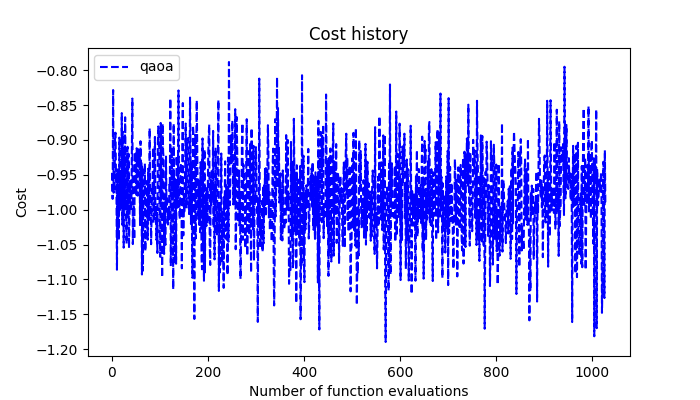 Cost history
qaoa
−0.80
−0.85
−0.90
−0.95
−1.00
−1.05
−1.10
−1.15
−1.20
Cost
0 200 400 600 800 1000
Number of function evaluations